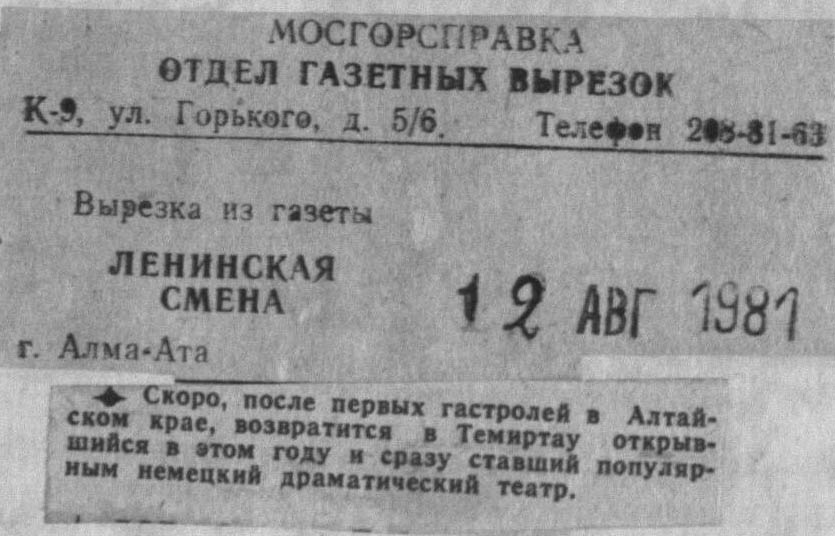 МОСГОРСПРАВКА
ОТДЕЛ ГАЗЕТНЫХ ВЫРЕЗОК
К-9, ул. Горького, д. 5/6. Телефон 203-81-63
Вырезка из газеты
ЛЕНИНСКАЯ
СМЕНА
12 АВГ 1981
г. Алма-Ата
Скоро, после первых гастролей в Алтай-
ском крае, возвратится в Темиртау открыв-
шийся в этом году и сразу ставший популяр-
ным немецкий драматический театр.